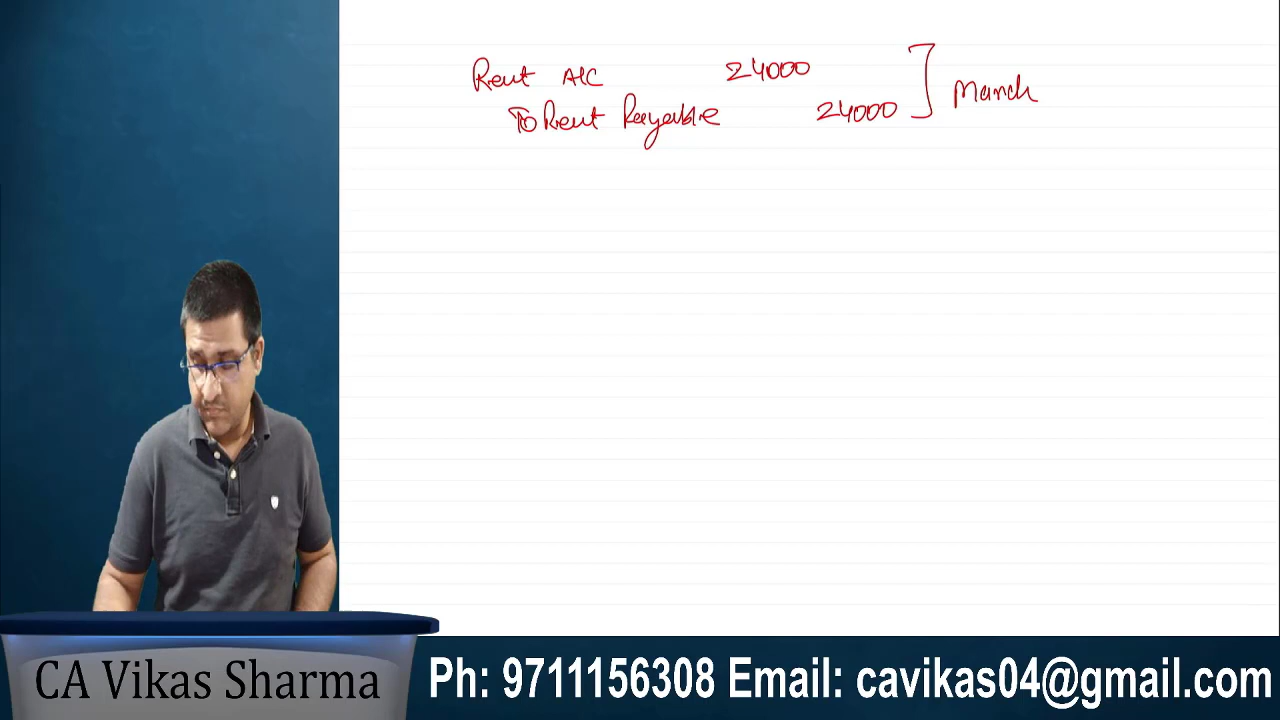 Rent A/C 24000
To Rent Payable 24000
March
CA Vikas Sharma
Ph: 9711156308 Email: cavikas04@gmail.com